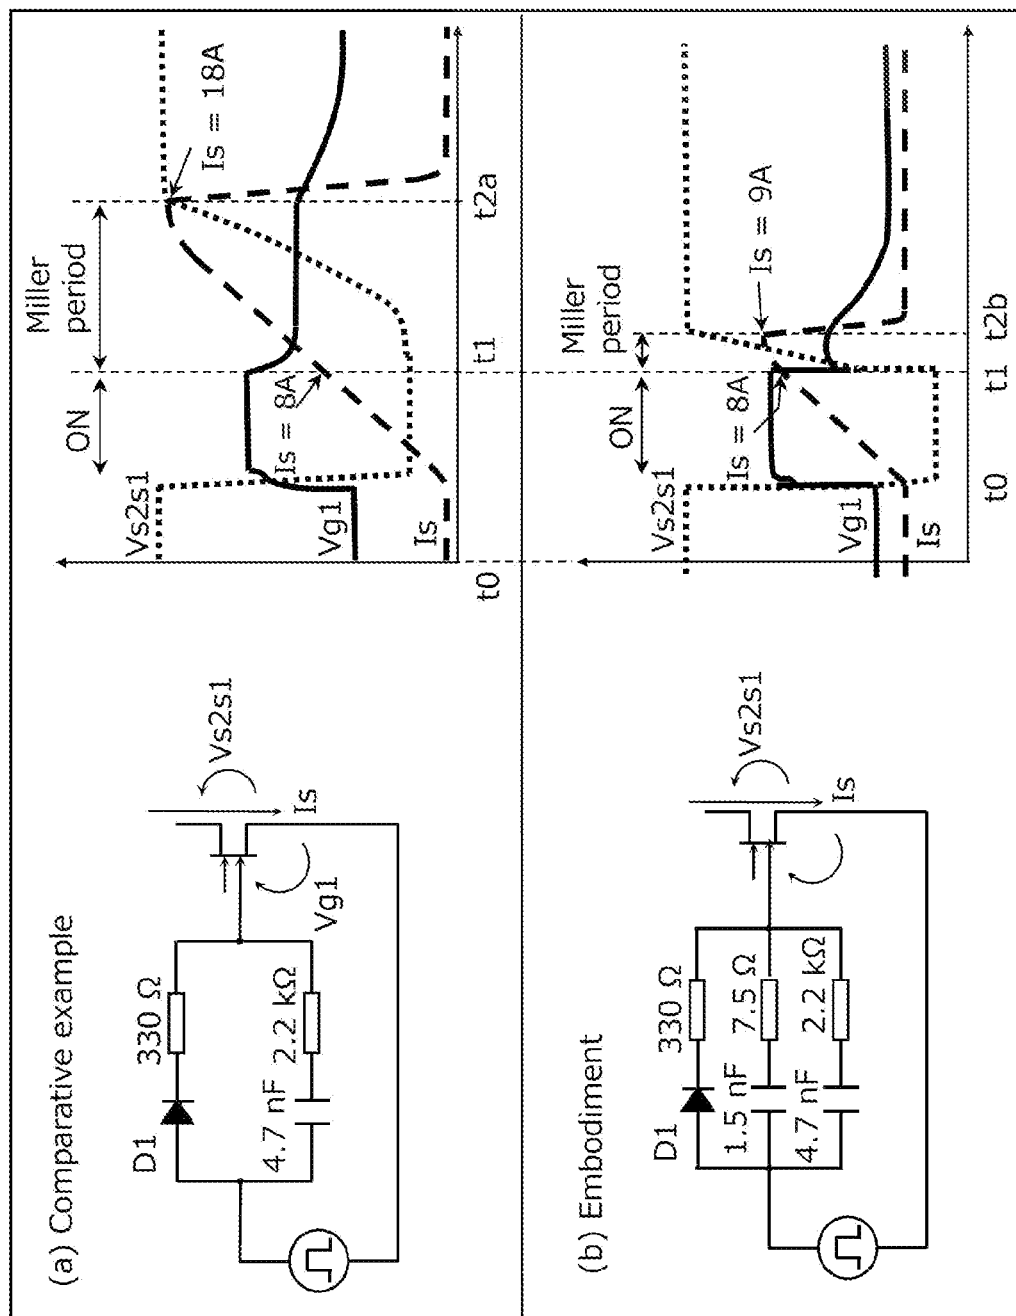 (a) Comparative example
D1
330 Ω
4.7 nF
2.2 kΩ
Vg1
Vs2s1
Is
Vs2s1
Vg1
Is
ON
Miller
period
Is = 8A
Is = 18A
t0
t1
t2a
(b) Embodiment
D1
330 Ω
1.5 nF
7.5 Ω
4.7 nF
2.2 kΩ
Vs2s1
Is
Vs2s1
Vg1
Is
ON
Miller
period
Is = 8A
Is = 9A
t0
t1
t2b